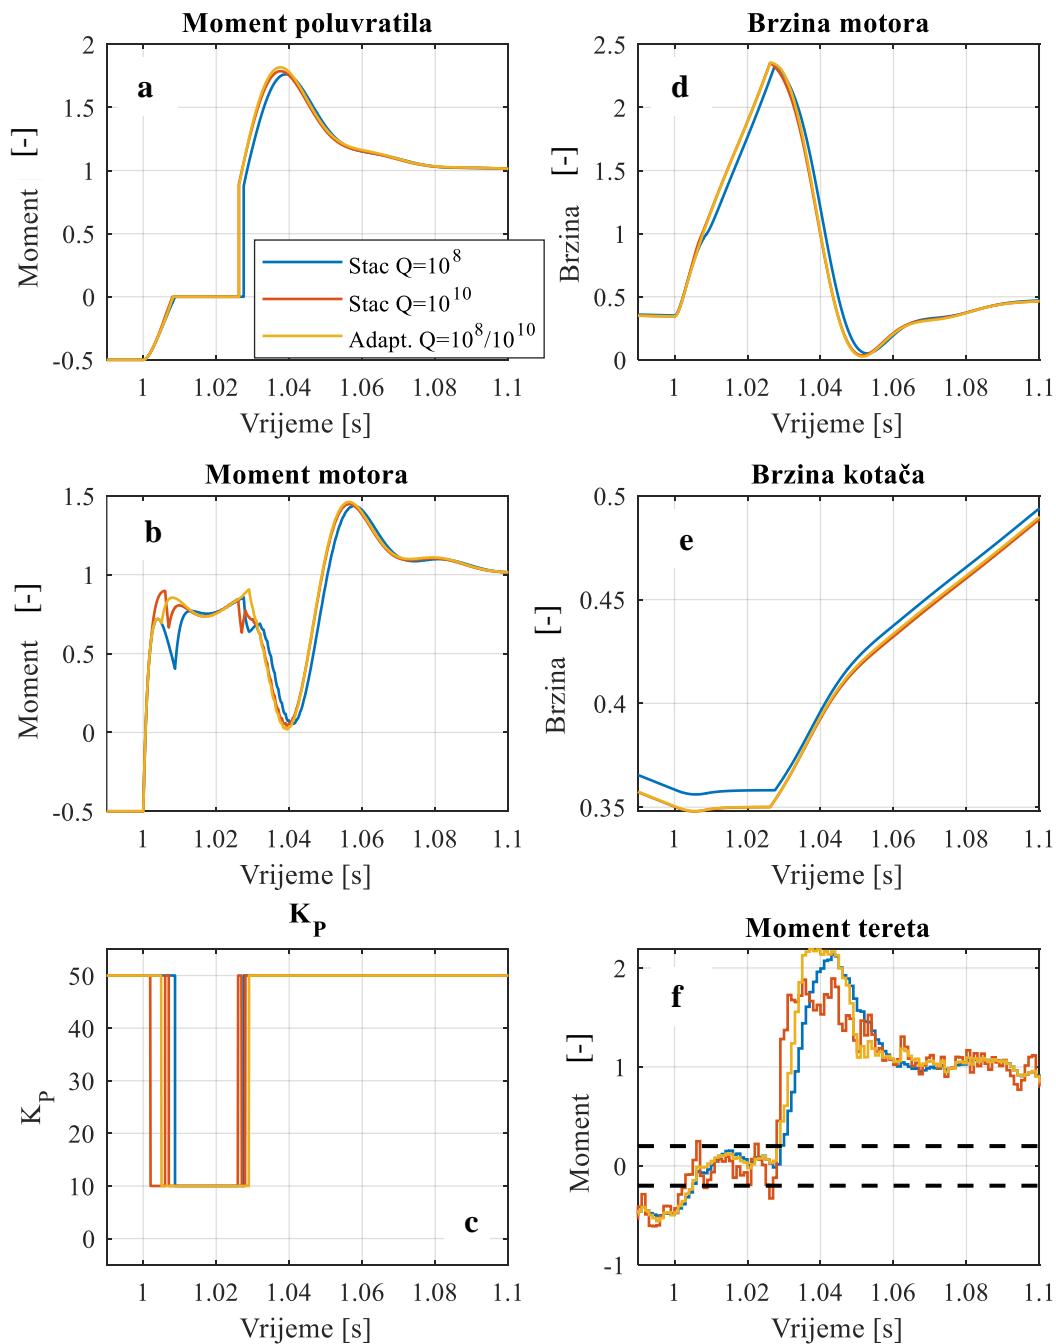 Moment poluvratila
a
Moment [-]
2
1.5
1
0.5
0
-0.5
1 1.02 1.04 1.06 1.08 1.1
Vrijeme [s]
Stac Q=10^8
Stac Q=10^10
Adapt. Q=10^8/10^10
Brzina motora
d
Brzina [-]
2.5
2
1.5
1
0.5
0
1 1.02 1.04 1.06 1.08 1.1
Vrijeme [s]
Moment motora
b
Moment [-]
1.5
1
0.5
0
-0.5
1 1.02 1.04 1.06 1.08 1.1
Vrijeme [s]
Brzina kotača
e
Brzina [-]
0.5
0.45
0.4
0.35
1 1.02 1.04 1.06 1.08 1.1
Vrijeme [s]
K_P
K_P
50
40
30
20
10
0
c
1 1.02 1.04 1.06 1.08 1.1
Vrijeme [s]
Moment tereta
f
Moment [-]
2
1
0
-1
1 1.02 1.04 1.06 1.08 1.1
Vrijeme [s]